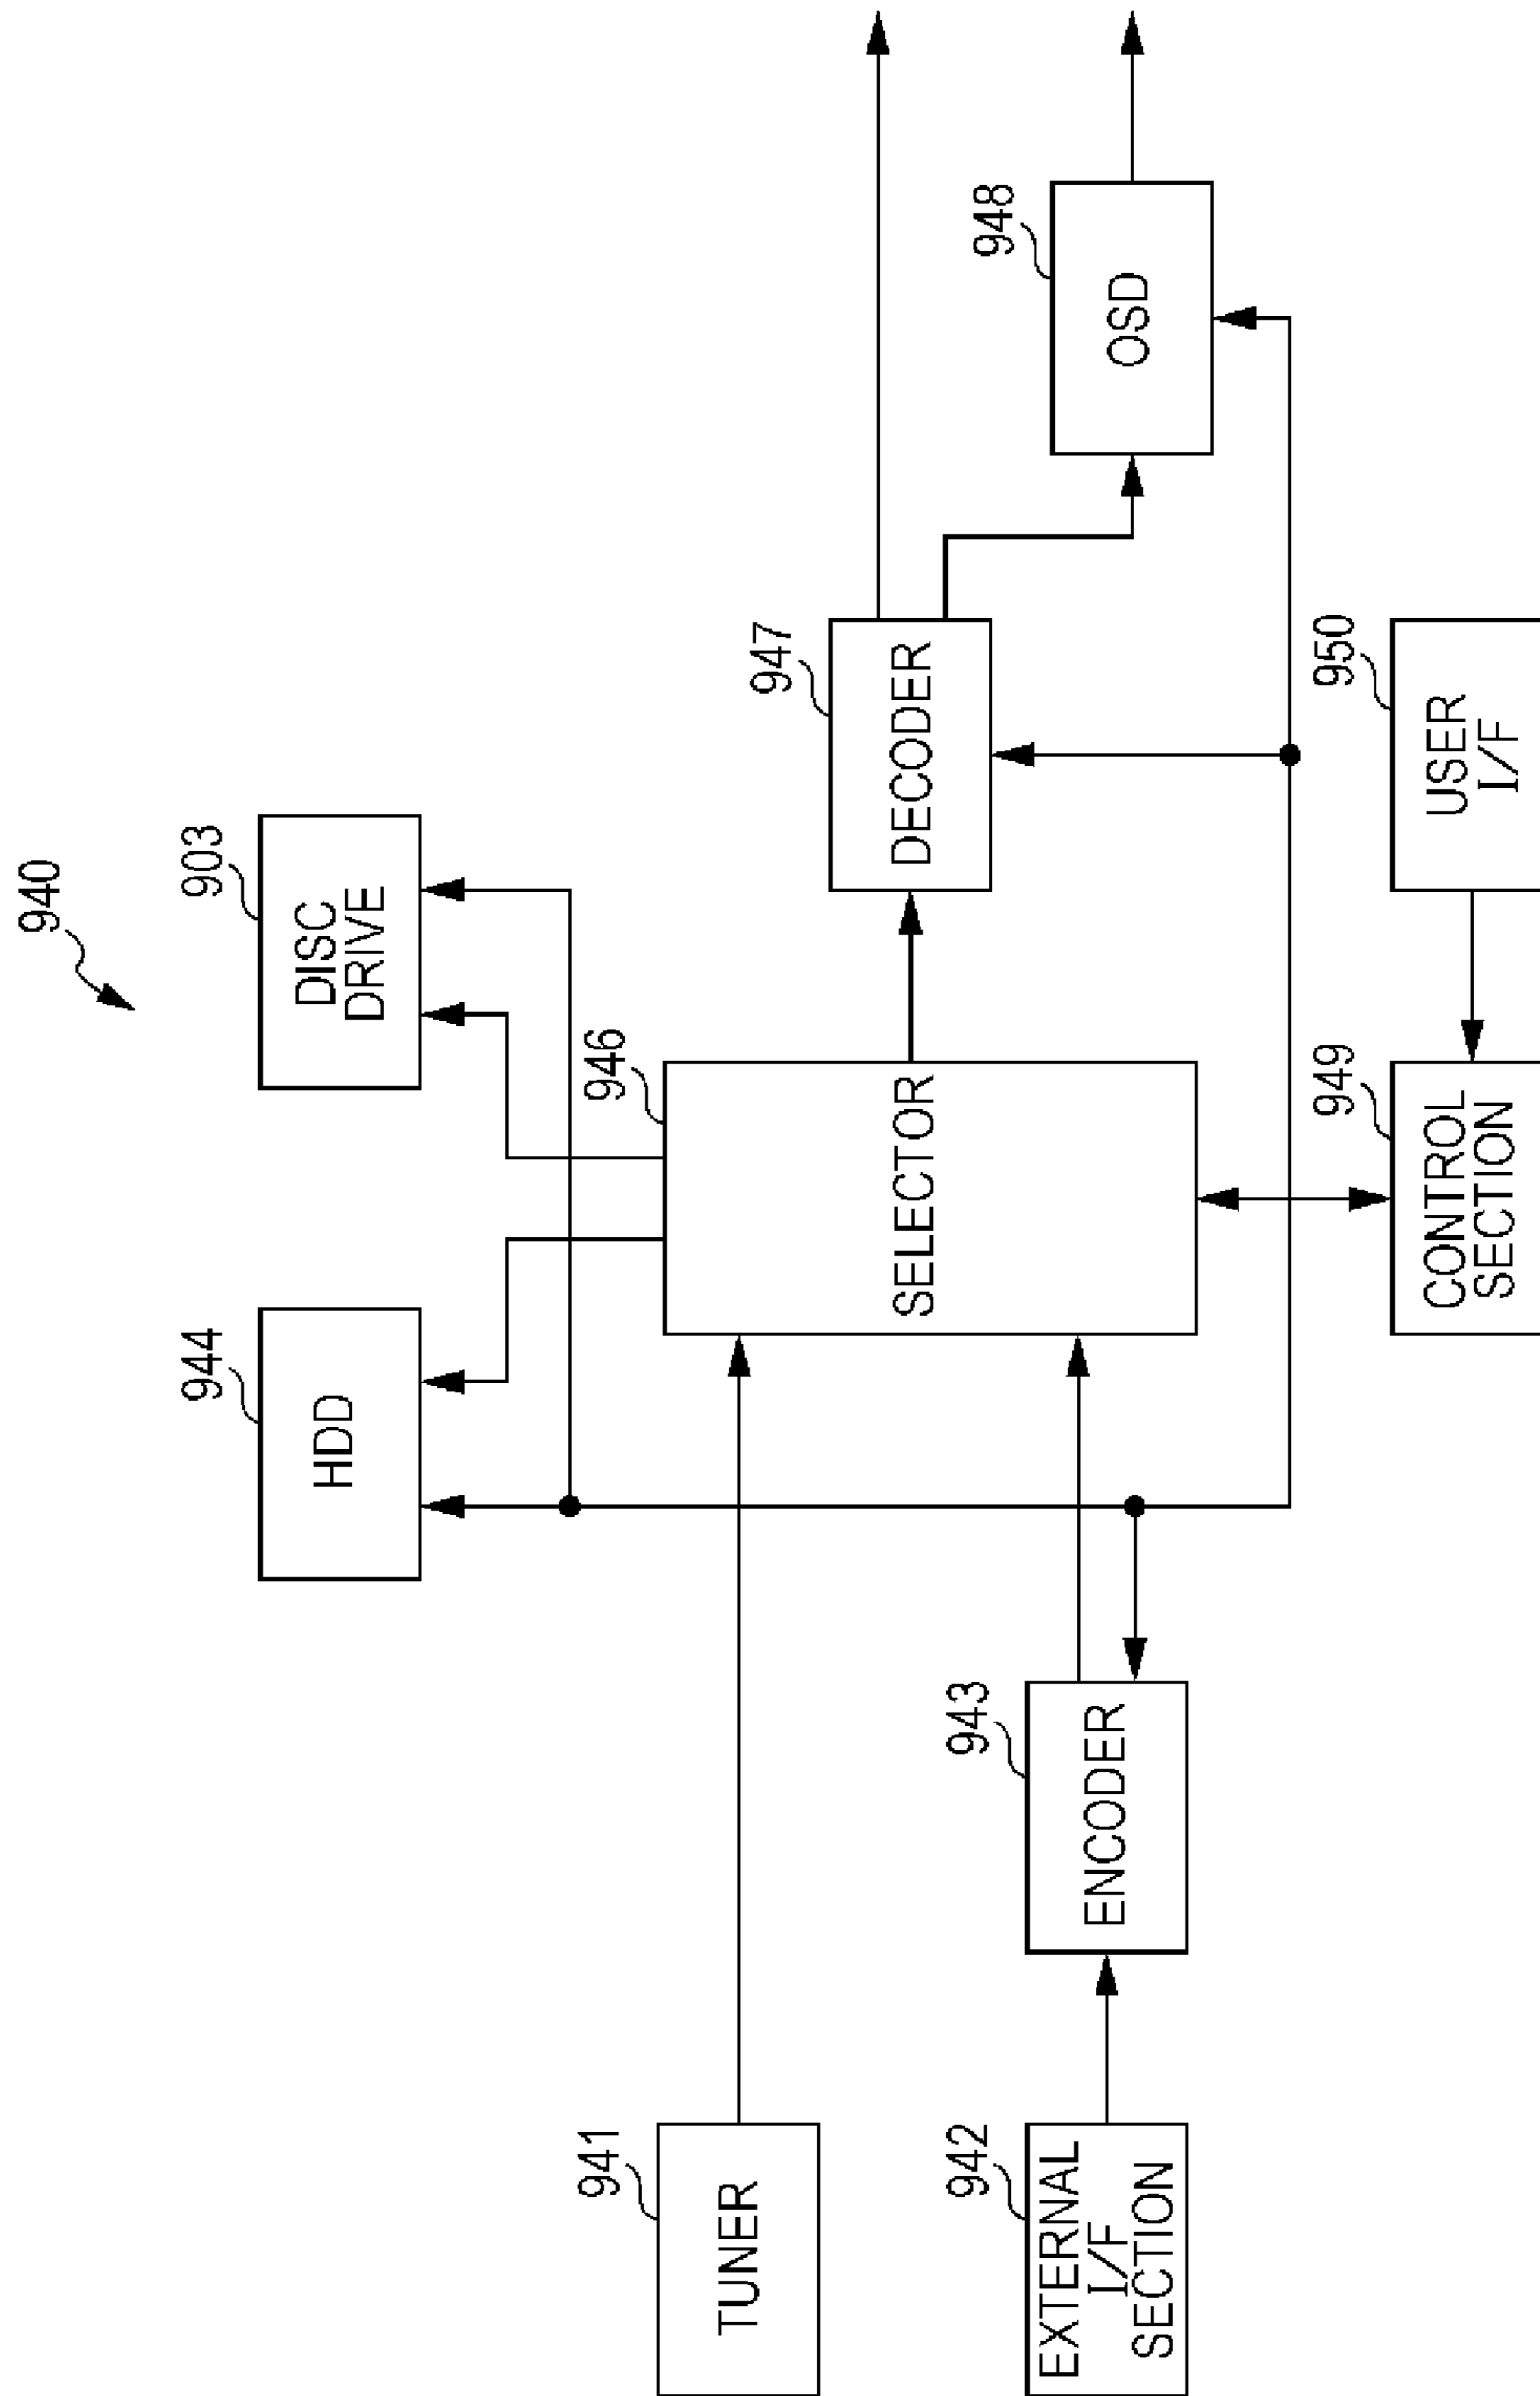 940
944
HDD
903
DISC
DRIVE
941
TUNER
946
SELECTOR
947
DECODER
942
EXTERNAL
I/F
SECTION
943
ENCODER
948
OSD
949
CONTROL
SECTION
950
USER
I/F